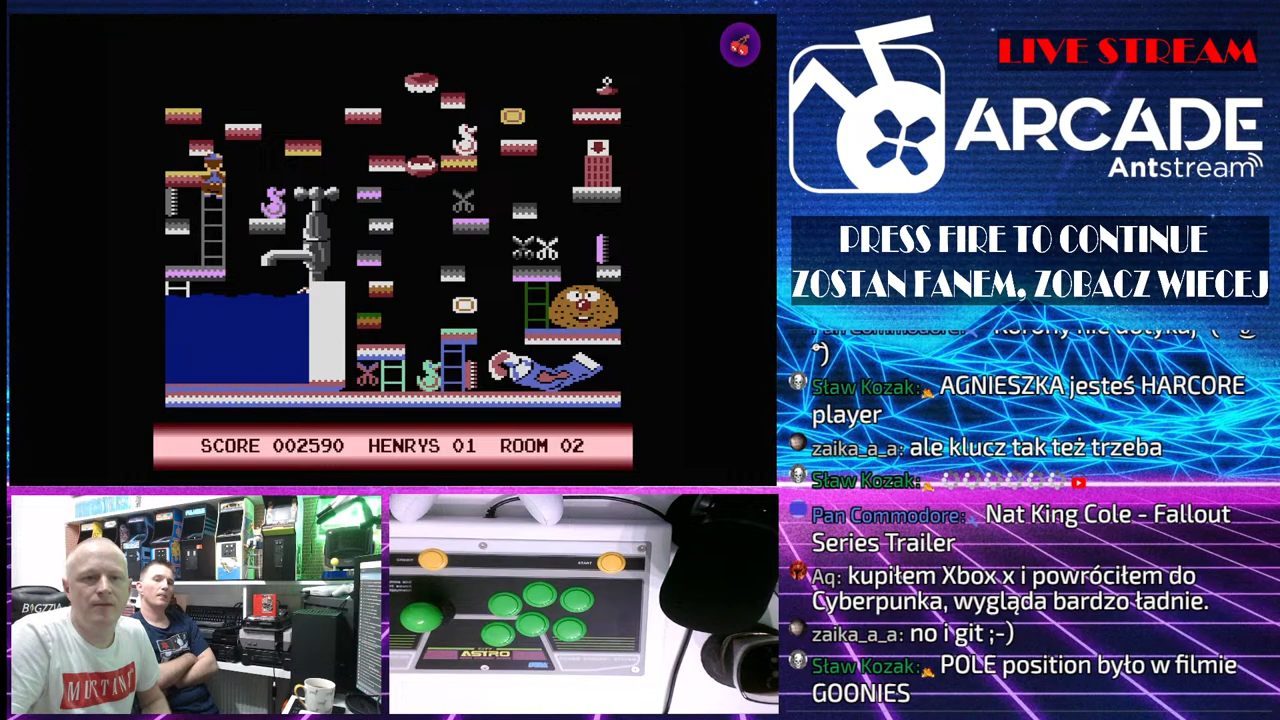 LIVE STREAM
ARCADE
Antstream
PRESS FIRE TO CONTINUE
ZOSTAN FANEM, ZOBACZ WIECEJ
Sław Kozak: AGNIESZKA jesteś HARCORE
player
zaika_a_a: ale klucz tak też trzeba
Sław Kozak:
Pan Commodore: Nat King Cole - Fallout
Series Trailer
Aq: kupiłem Xbox x i powróciłem do
Cyberpunka, wygląda bardzo ładnie.
zaika_a_a: no i git ;-)
Sław Kozak: POLE position było w filmie
GOONIES
SCORE 002590 HENRYS 01 ROOM 02
START
ASTRO
SEGA
6